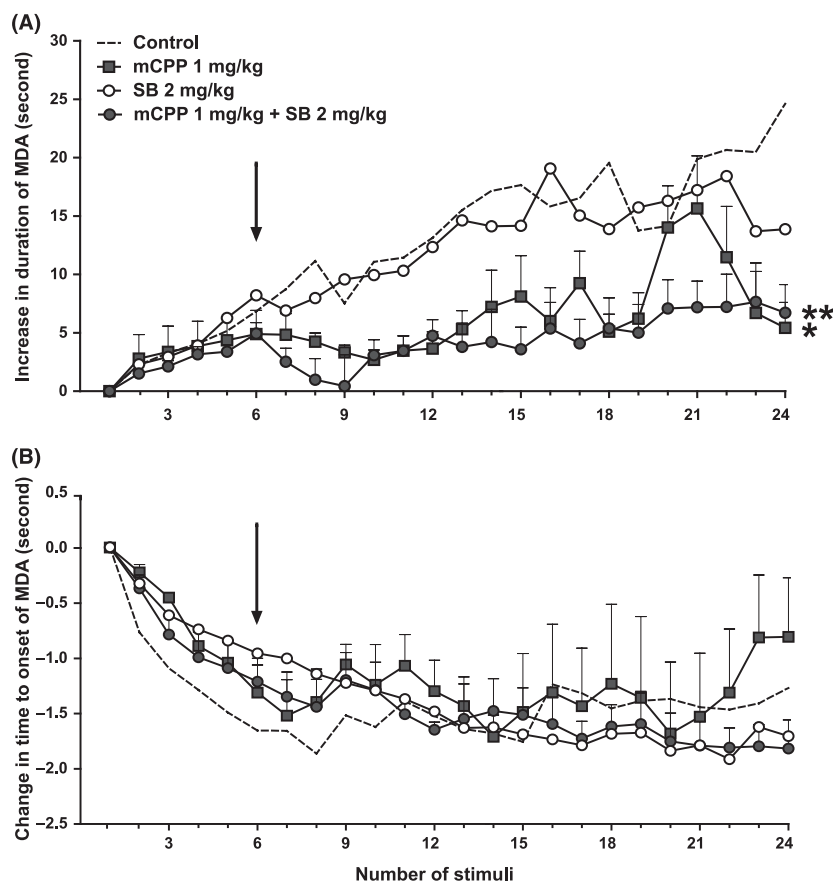 (A)
Increase in duration of MDA (second)
30
25
20
15
10
5
0
Control
mCPP 1 mg/kg
SB 2 mg/kg
mCPP 1 mg/kg + SB 2 mg/kg
**
*
3 6 9 12 15 18 21 24
(B)
Change in time to onset of MDA (second)
0.5
0.0
–0.5
–1.0
–1.5
–2.0
–2.5
3 6 9 12 15 18 21 24
Number of stimuli